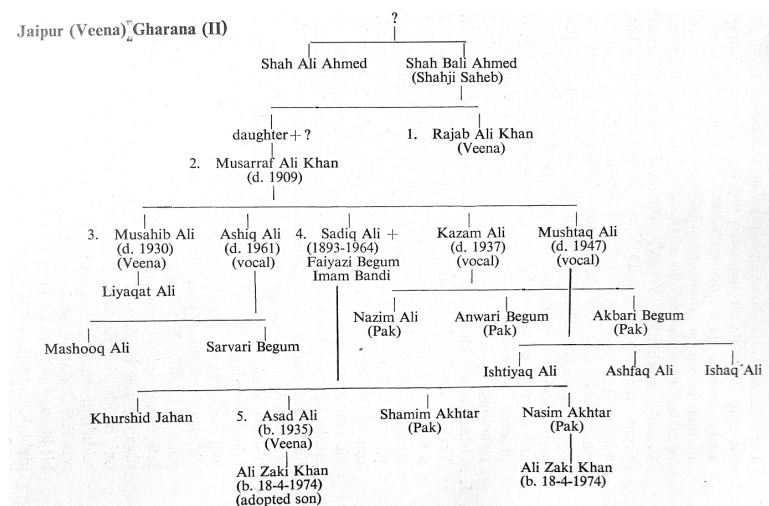 ?
Jaipur (Veena) Gharana (II)
Shah Ali Ahmed
Shah Bali Ahmed
(Shahji Saheb)
daughter+?
1. Rajab Ali Khan
(Veena)
2. Musarraf Ali Khan
(d. 1909)
3. Musahib Ali
(d. 1930)
(Veena)
Liyaqat Ali
Ashiq Ali
(d. 1961)
(vocal)
4. Sadiq Ali +
(1893-1964)
Faiyazi Begum
Imam Bandi
Kazam Ali
(d. 1937)
(vocal)
Mushtaq Ali
(d. 1947)
(vocal)
Nazim Ali
(Pak)
Anwari Begum
(Pak)
Akbari Begum
(Pak)
Mashooq Ali
Sarvari Begum
Ishtiyaq Ali
Ashfaq Ali
Ishaq Ali
Khurshid Jahan
5. Asad Ali
(b. 1935)
(Veena)
Ali Zaki Khan
(b. 18-4-1974)
(adopted son)
Shamim Akhtar
(Pak)
Nasim Akhtar
(Pak)
Ali Zaki Khan
(b. 18-4-1974)